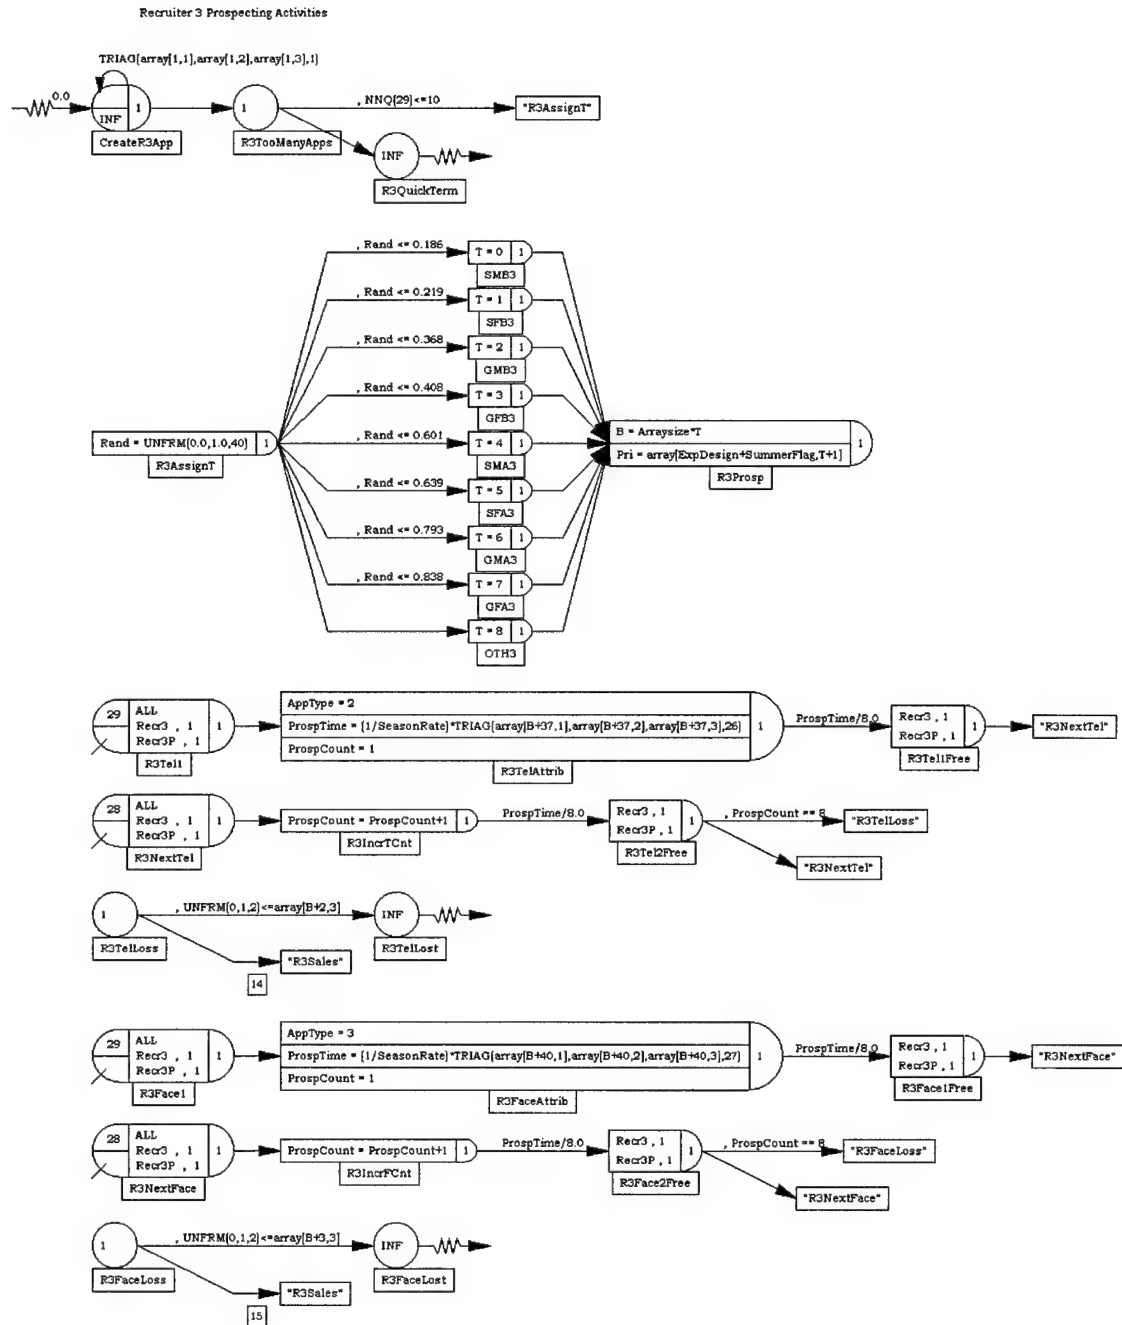 Recruiter 3 Prospecting Activities
TRIAG[array[1,1],array[1,2],array[1,3],1]
0.0
INF
1
CreateR3App
1
R3TooManyApps
, NNQ[29]<=10
"R3AssignT"
INF
R3QuickTerm
Rand = UNFRM[0.0,1.0,40]
1
R3AssignT
, Rand <= 0.186
T = 0
1
SMB3
, Rand <= 0.219
T = 1
1
SFB3
, Rand <= 0.368
T = 2
1
GMB3
, Rand <= 0.408
T = 3
1
GFB3
, Rand <= 0.601
T = 4
1
SMA3
, Rand <= 0.639
T = 5
1
SFA3
, Rand <= 0.793
T = 6
1
GMA3
, Rand <= 0.838
T = 7
1
GFA3
T = 8
1
OTH3
B = Arraysize*T
Pri = array[ExpDesign+SummerFlag,T+1]
1
R3Prosp
29
ALL
Recr3 , 1
Recr3P , 1
1
R3Tel1
AppType = 2
ProspTime = [1/SeasonRate]*TRIAG[array[B+37,1],array[B+37,2],array[B+37,3],26]
ProspCount = 1
1
R3TelAttrib
ProspTime/8.0
Recr3 , 1
Recr3P , 1
1
R3Tel1Free
"R3NextTel"
28
ALL
Recr3 , 1
Recr3P , 1
1
R3NextTel
ProspCount = ProspCount+1
1
R3IncrTCnt
ProspTime/8.0
Recr3 , 1
Recr3P , 1
1
R3Tel2Free
, ProspCount == 8
"R3TelLoss"
"R3NextTel"
1
R3TelLoss
, UNFRM[0,1,2]<=array[B+2,3]
INF
R3TelLost
"R3Sales"
14
29
ALL
Recr3 , 1
Recr3P , 1
1
R3Face1
AppType = 3
ProspTime = [1/SeasonRate]*TRIAG[array[B+40,1],array[B+40,2],array[B+40,3],27]
ProspCount = 1
1
R3FaceAttrib
ProspTime/8.0
Recr3 , 1
Recr3P , 1
1
R3Face1Free
"R3NextFace"
28
ALL
Recr3 , 1
Recr3P , 1
1
R3NextFace
ProspCount = ProspCount+1
1
R3IncrFCnt
ProspTime/8.0
Recr3 , 1
Recr3P , 1
1
R3Face2Free
, ProspCount == 8
"R3FaceLoss"
"R3NextFace"
1
R3FaceLoss
, UNFRM[0,1,2]<=array[B+3,3]
INF
R3FaceLost
"R3Sales"
15